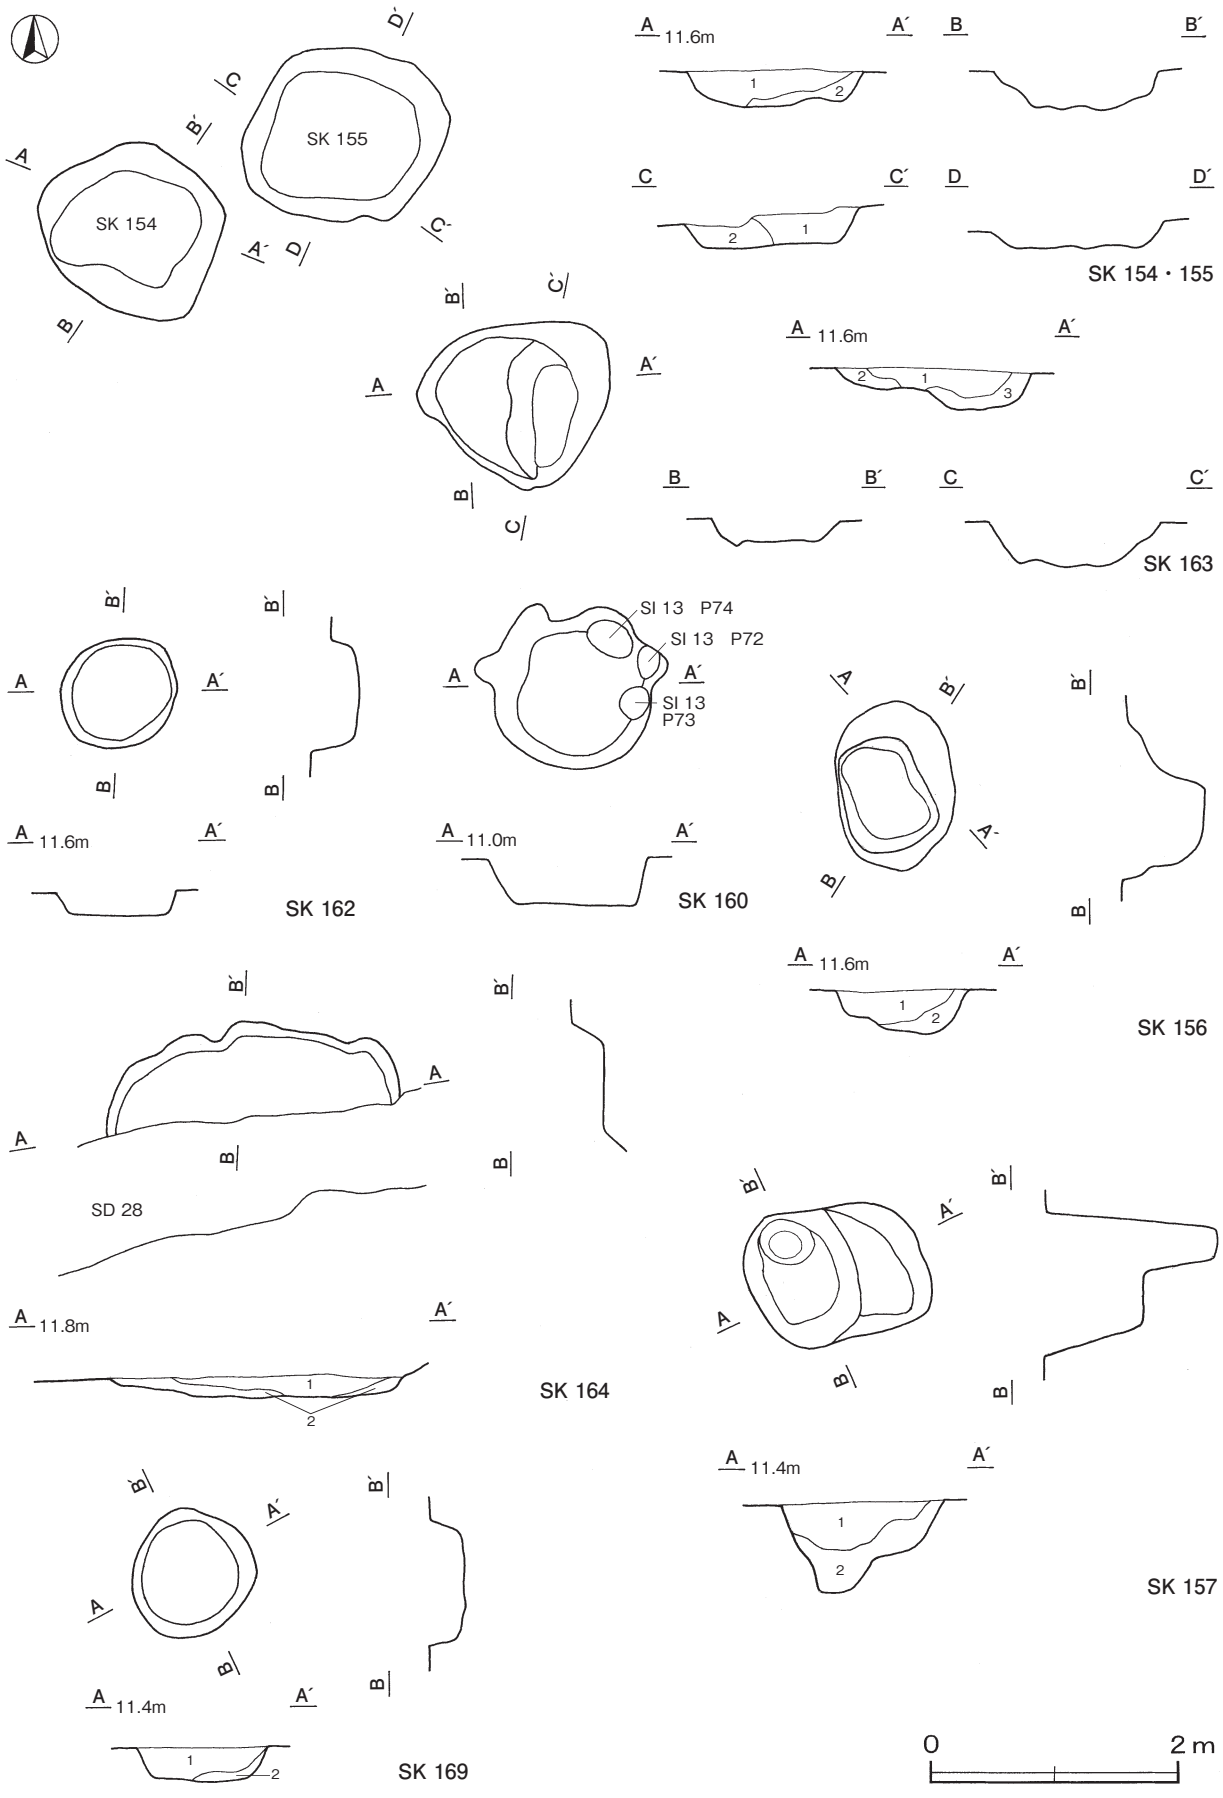 D´
C
B´
SK 155
A
SK 154
A´
D
C´
B
A 11.6m A´ B B´
1
2
C C´ D D´
2
1
SK 154・155
B´
C´
A
A´
B
C
A 11.6m A´
2
1
3
B B´ C C´
SK 163
B´
A
A´
B
B´
B
A 11.6m A´
SK 162
SI 13 P74
SI 13 P72
A
A´
SI 13
P73
A 11.0m A´
SK 160
A
B´
A´
B
B´
B
A 11.6m A´
1
2
SK 156
B´
A
A
B
SD 28
B´
B
A 11.8m A´
1
2
SK 164
B´
A´
A
B
B´
B
A 11.4m A´
1
2
SK 157
B´
A´
A
B
B´
B
A 11.4m A´
1
2
SK 169
0 2 m